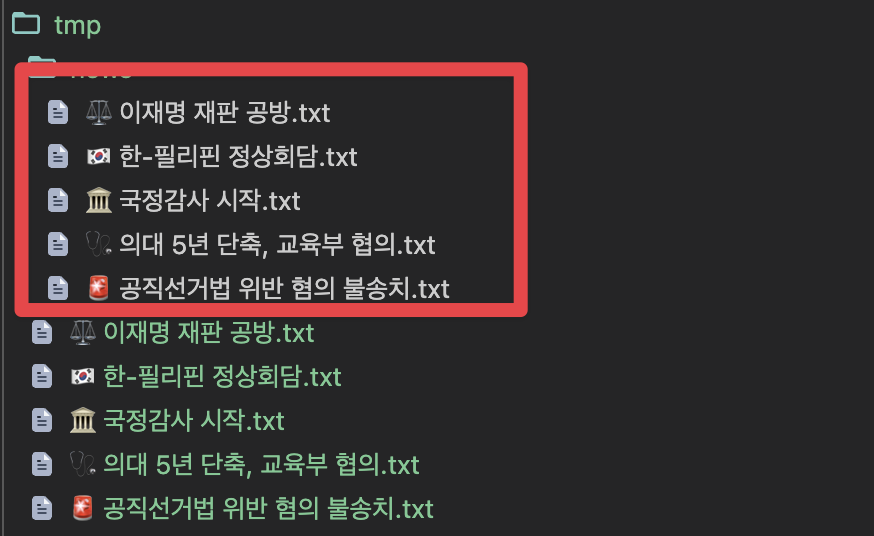 tmp
⚖️ 이재명 재판 공방.txt
🇰🇷 한-필리핀 정상회담.txt
🏛️ 국정감사 시작.txt
🩺 의대 5년 단축, 교육부 협의.txt
🚨 공직선거법 위반 혐의 불송치.txt
⚖️ 이재명 재판 공방.txt
🇰🇷 한-필리핀 정상회담.txt
🏛️ 국정감사 시작.txt
🩺 의대 5년 단축, 교육부 협의.txt
🚨 공직선거법 위반 혐의 불송치.txt